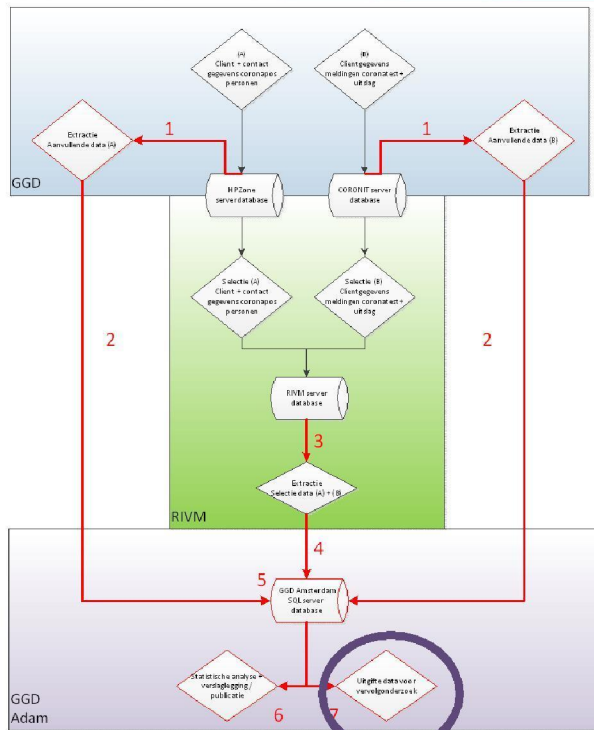 (A)
Client + contact
gegevens coronapos
personen
(B)
Clientgegevens
meldingen coronatest+
uitslag
1
1
Extractie
Aanvullende data (A)
Extractie
Aanvullende data (B)
HPZone
server database
CORONIT server
database
GGD
Selectie (A)
Client + contact
gegevens coronapos
personen
Selectie (B)
Clientgegevens
meldingen coronatest+
uitslag
2
2
RIVM server
database
3
Extractie
Selectie data (A) + (B)
RIVM
4
5
GGD Amsterdam
SQL server
database
Statistische analyse +
verslaglegging /
publicatie
Uitgifte data voor
vervolgonderzoek
6
7
GGD
Adam